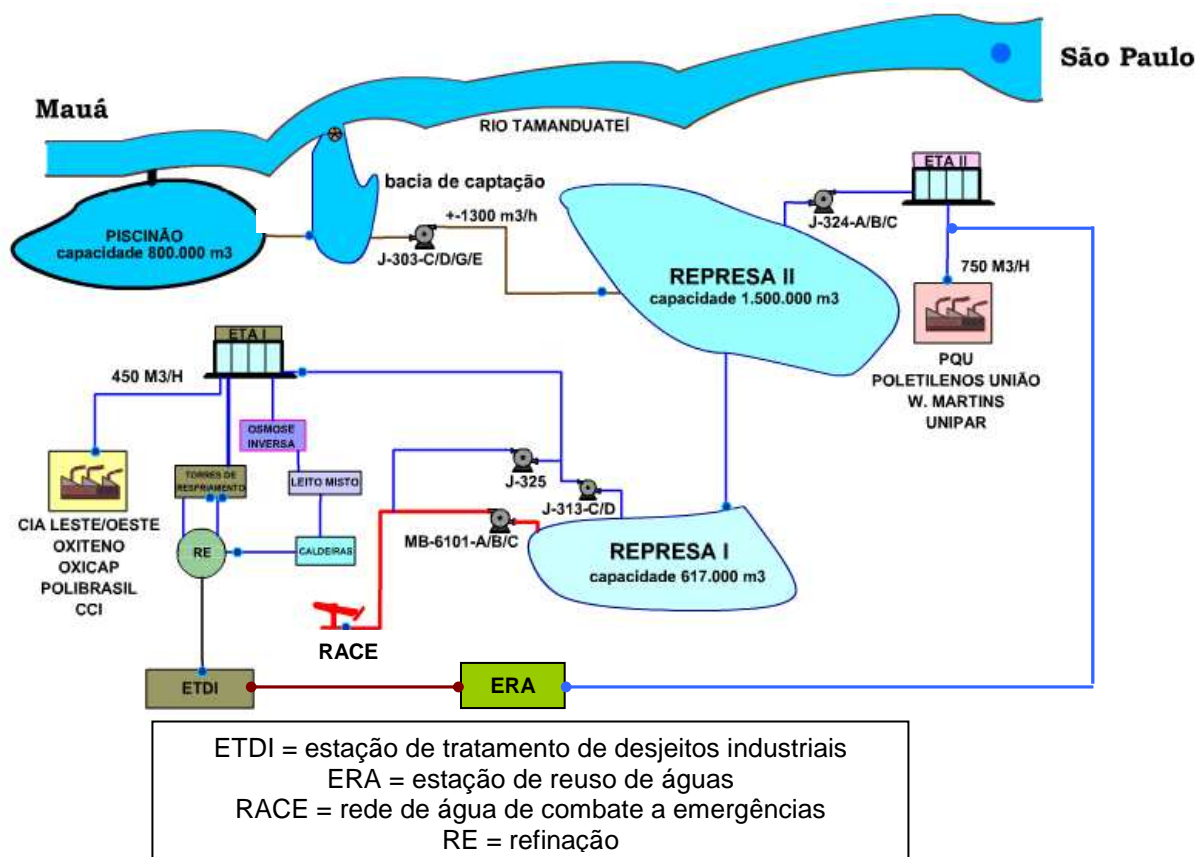 São Paulo
Mauá
RIO TAMANDUATEÍ
ETA II
bacia de captação
J-324-A/B/C
+-1300 m3/h
PISCINÃO
capacidade 800.000 m3
J-303-C/D/G/E
REPRESA II
capacidade 1.500.000 m3
750 M3/H
ETA I
PQU
POLETILENOS UNIÃO
W. MARTINS
UNIPAR
450 M3/H
OSMOSE
INVERSA
TORRES DE
RESPRIAMENTO
LEITO MISTO
J-325
J-313-C/D
CIA LESTE/OESTE
OXITENO
OXICAP
POLIBRASIL
CCI
RE
CALDEIRAS
MB-6101-A/B/C
REPRESA I
capacidade 617.000 m3
RACE
ETDI
ERA
ETDI = estação de tratamento de desjeitos industriais
ERA = estação de reuso de águas
RACE = rede de água de combate a emergências
RE = refinação